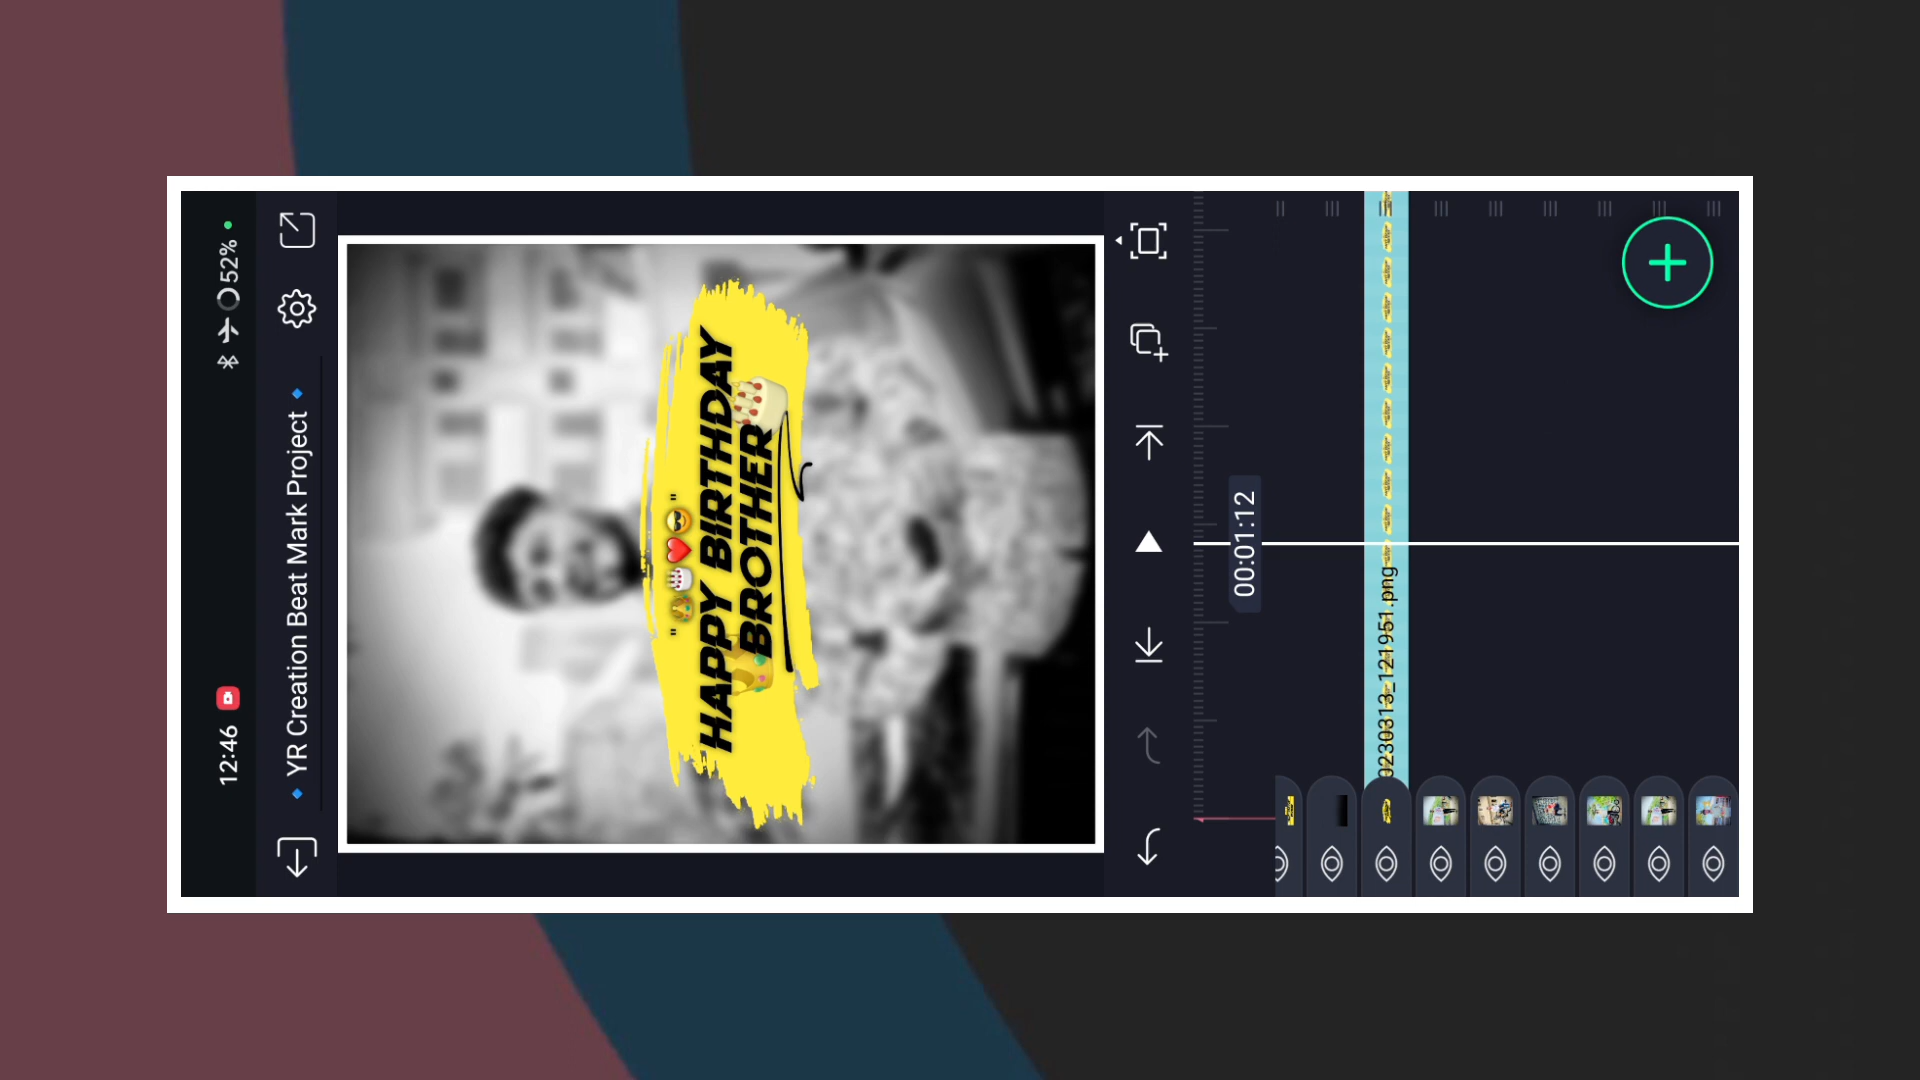 12:46
52%
YR Creation Beat Mark Project
"👑🎂❤️😎"
HAPPY BIRTHDAY
BROTHER
00:01:12
0230313_121951.png